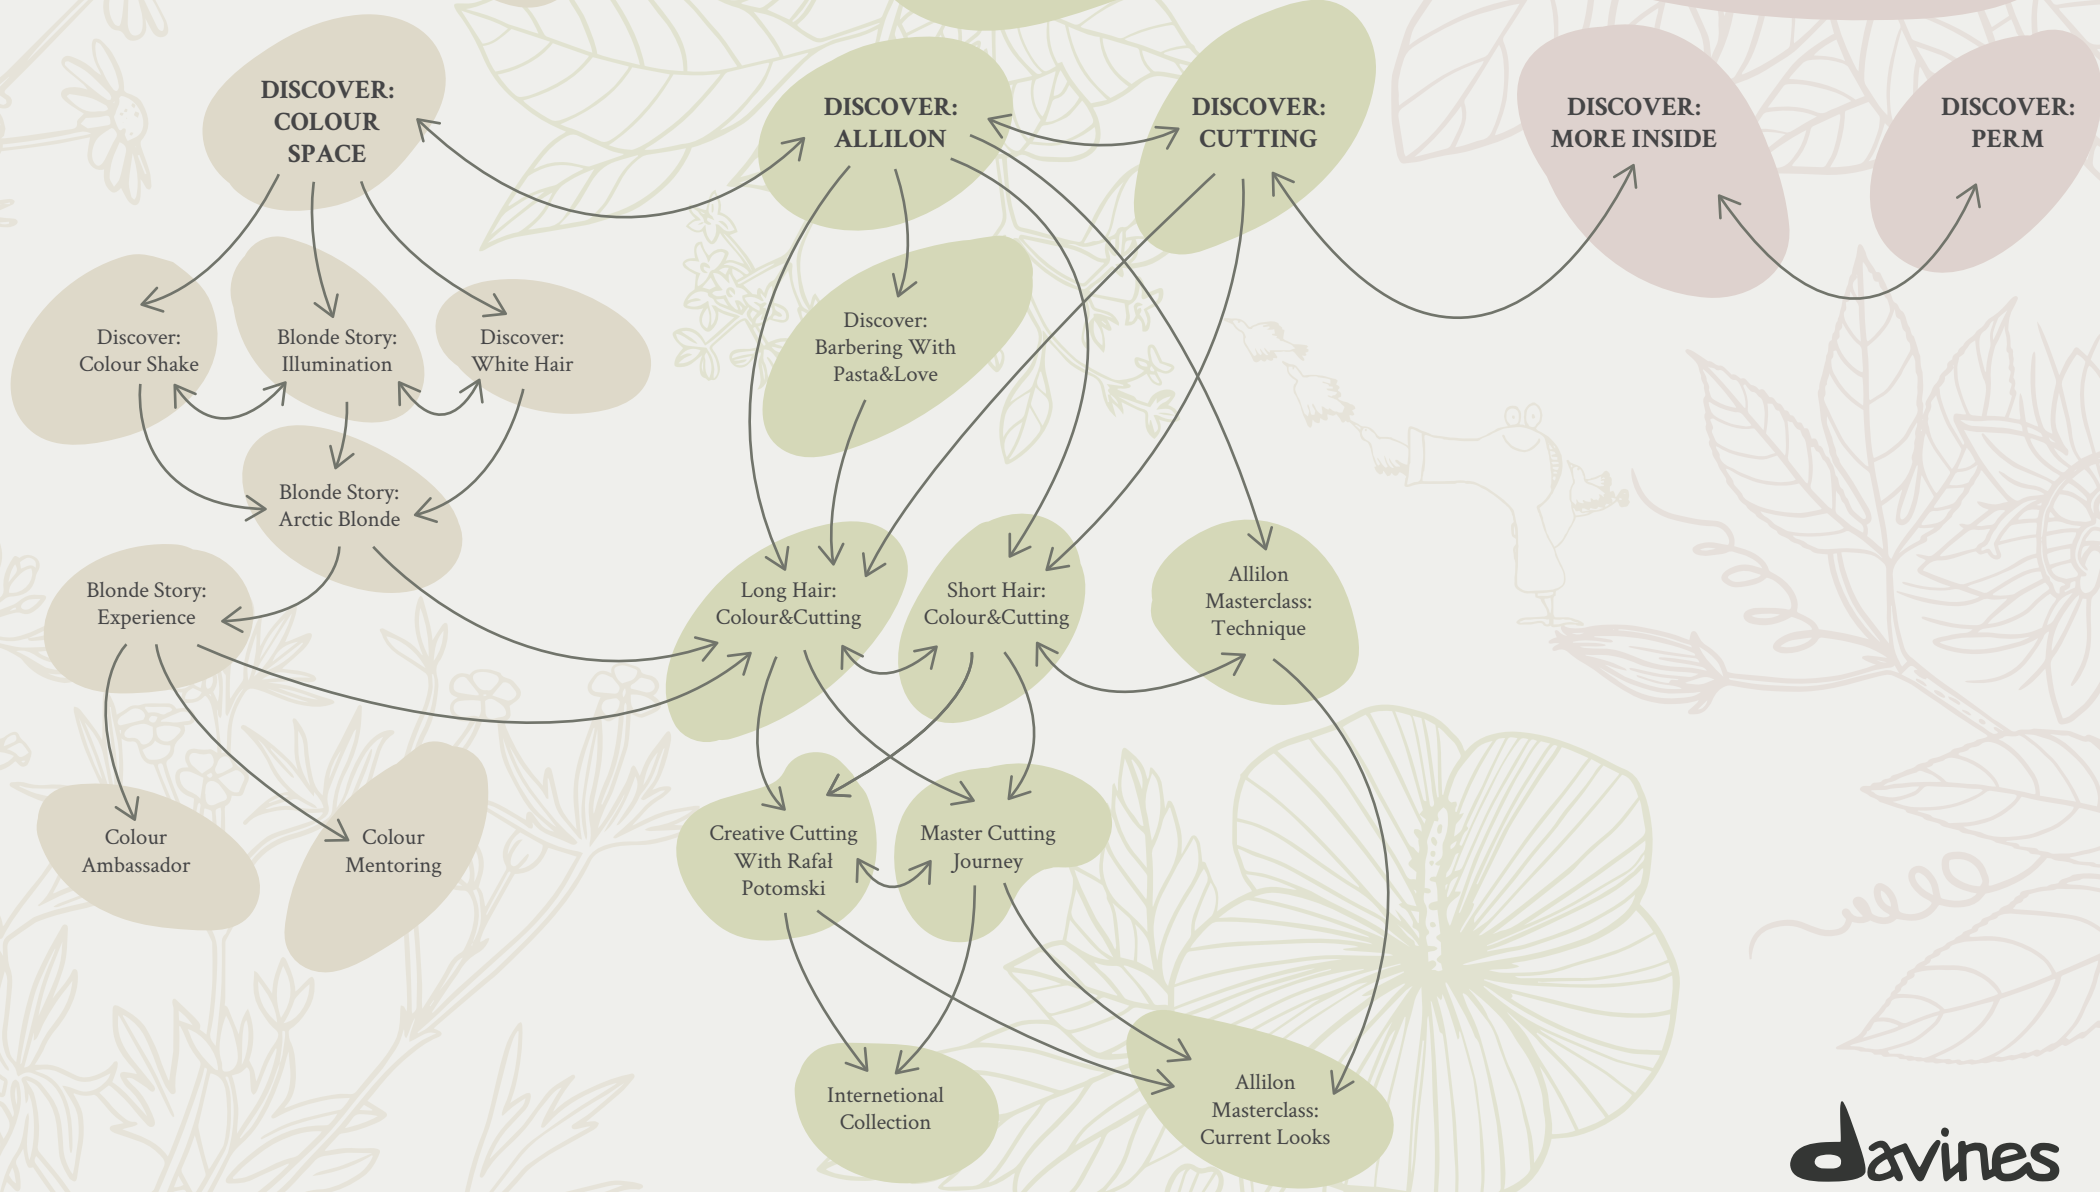 DISCOVER:
COLOUR
SPACE
DISCOVER:
ALLILON
DISCOVER:
CUTTING
DISCOVER:
MORE INSIDE
DISCOVER:
PERM
Discover:
Colour Shake
Blonde Story:
Illumination
Discover:
White Hair
Discover:
Barbering With
Pasta&Love
Blonde Story:
Arctic Blonde
Blonde Story:
Experience
Long Hair:
Colour&Cutting
Short Hair:
Colour&Cutting
Allilon
Masterclass:
Technique
Colour
Ambassador
Colour
Mentoring
Creative Cutting
With Rafał
Potomski
Master Cutting
Journey
Internetional
Collection
Allilon
Masterclass:
Current Looks
davines